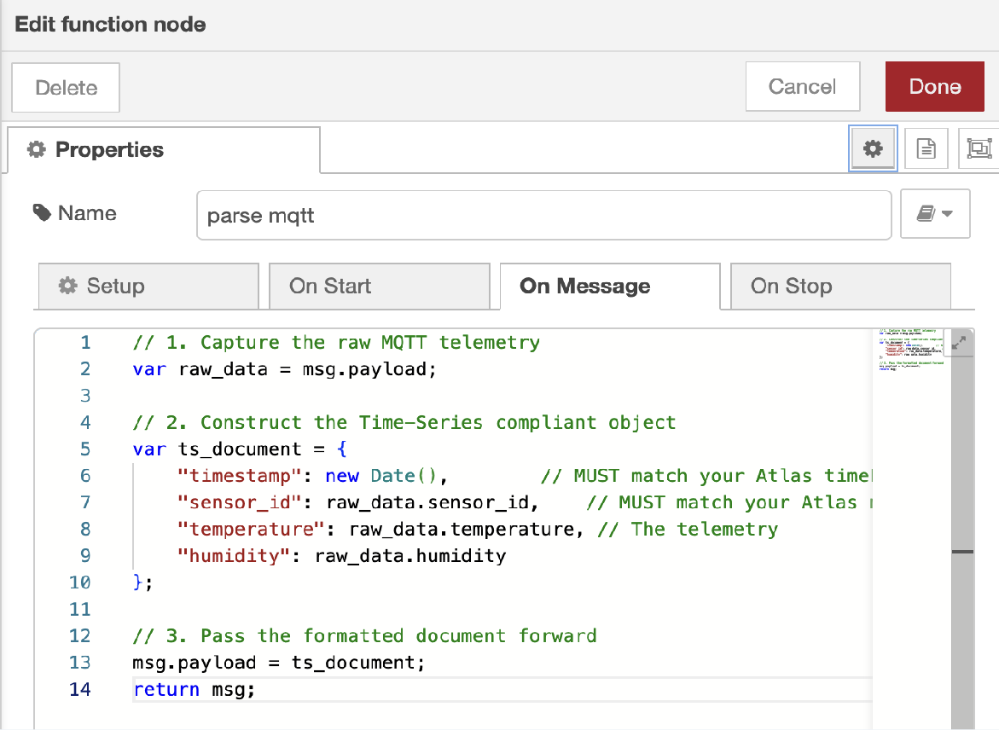 Edit function node
Delete
Cancel
Done
Properties
Name
parse mqtt
Setup
On Start
On Message
On Stop
1 // 1. Capture the raw MQTT telemetry
2 var raw_data = msg.payload;
3
4 // 2. Construct the Time-Series compliant object
5 var ts_document = {
6 "timestamp": new Date(), // MUST match your Atlas time
7 "sensor_id": raw_data.sensor_id, // MUST match your Atlas
8 "temperature": raw_data.temperature, // The telemetry
9 "humidity": raw_data.humidity
10 };
11
12 // 3. Pass the formatted document forward
13 msg.payload = ts_document;
14 return msg;